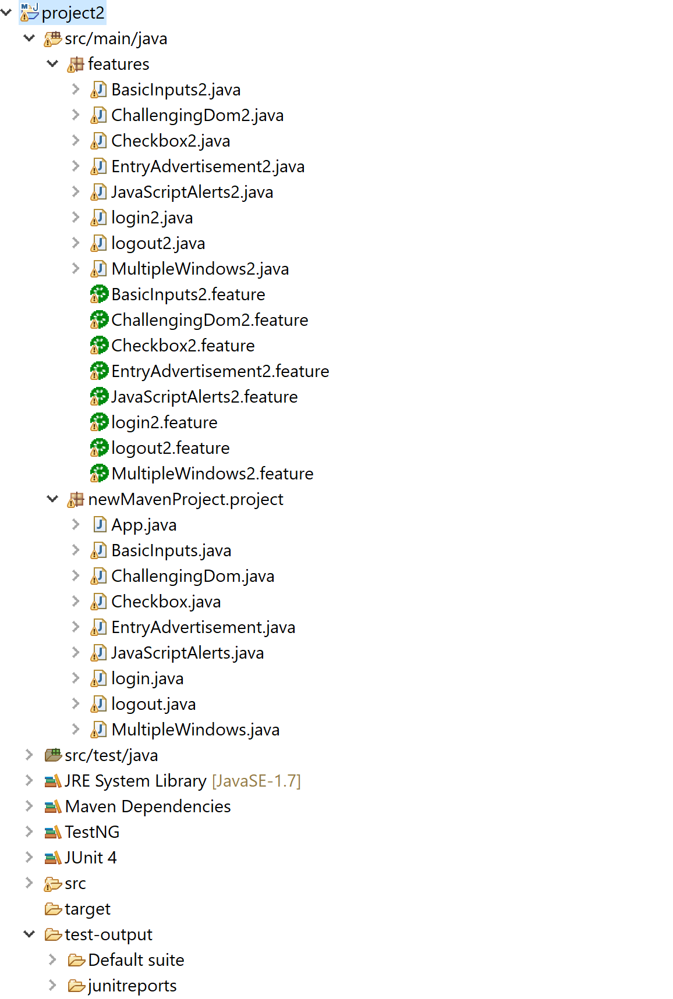 project2
src/main/java
features
BasicInputs2.java
ChallengingDom2.java
Checkbox2.java
EntryAdvertisement2.java
JavaScriptAlerts2.java
login2.java
logout2.java
MultipleWindows2.java
BasicInputs2.feature
ChallengingDom2.feature
Checkbox2.feature
EntryAdvertisement2.feature
JavaScriptAlerts2.feature
login2.feature
logout2.feature
MultipleWindows2.feature
newMavenProject.project
App.java
BasicInputs.java
ChallengingDom.java
Checkbox.java
EntryAdvertisement.java
JavaScriptAlerts.java
login.java
logout.java
MultipleWindows.java
src/test/java
JRE System Library [JavaSE-1.7]
Maven Dependencies
TestNG
JUnit 4
src
target
test-output
Default suite
junitreports